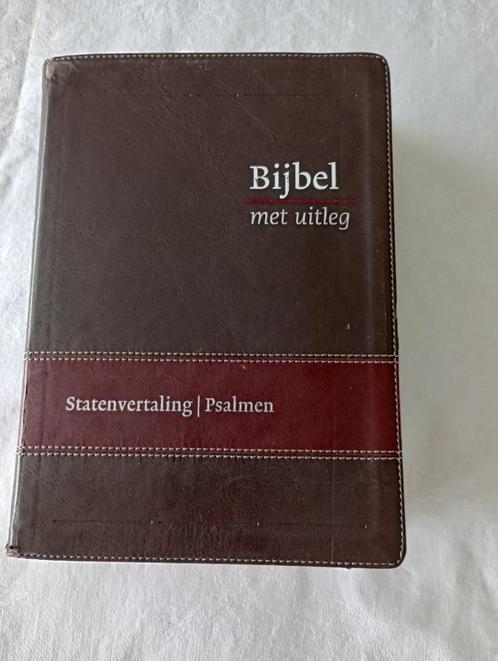 Bijbel
met uitleg
Statenvertaling | Psalmen